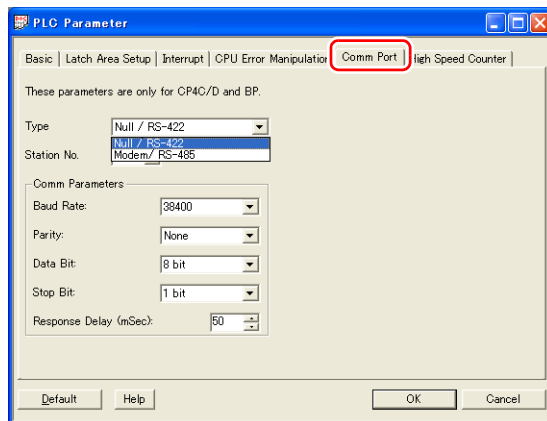 PLC Parameter
Basic Latch Area Setup Interrupt CPU Error Manipulation Comm Port High Speed Counter
These parameters are only for CP4C/D and BP.
Type Null / RS-422
Null / RS-422
Station No. Modem/ RS-485
Comm Parameters
Baud Rate: 38400
Parity: None
Data Bit: 8 bit
Stop Bit: 1 bit
Response Delay (mSec): 50
Default Help OK Cancel